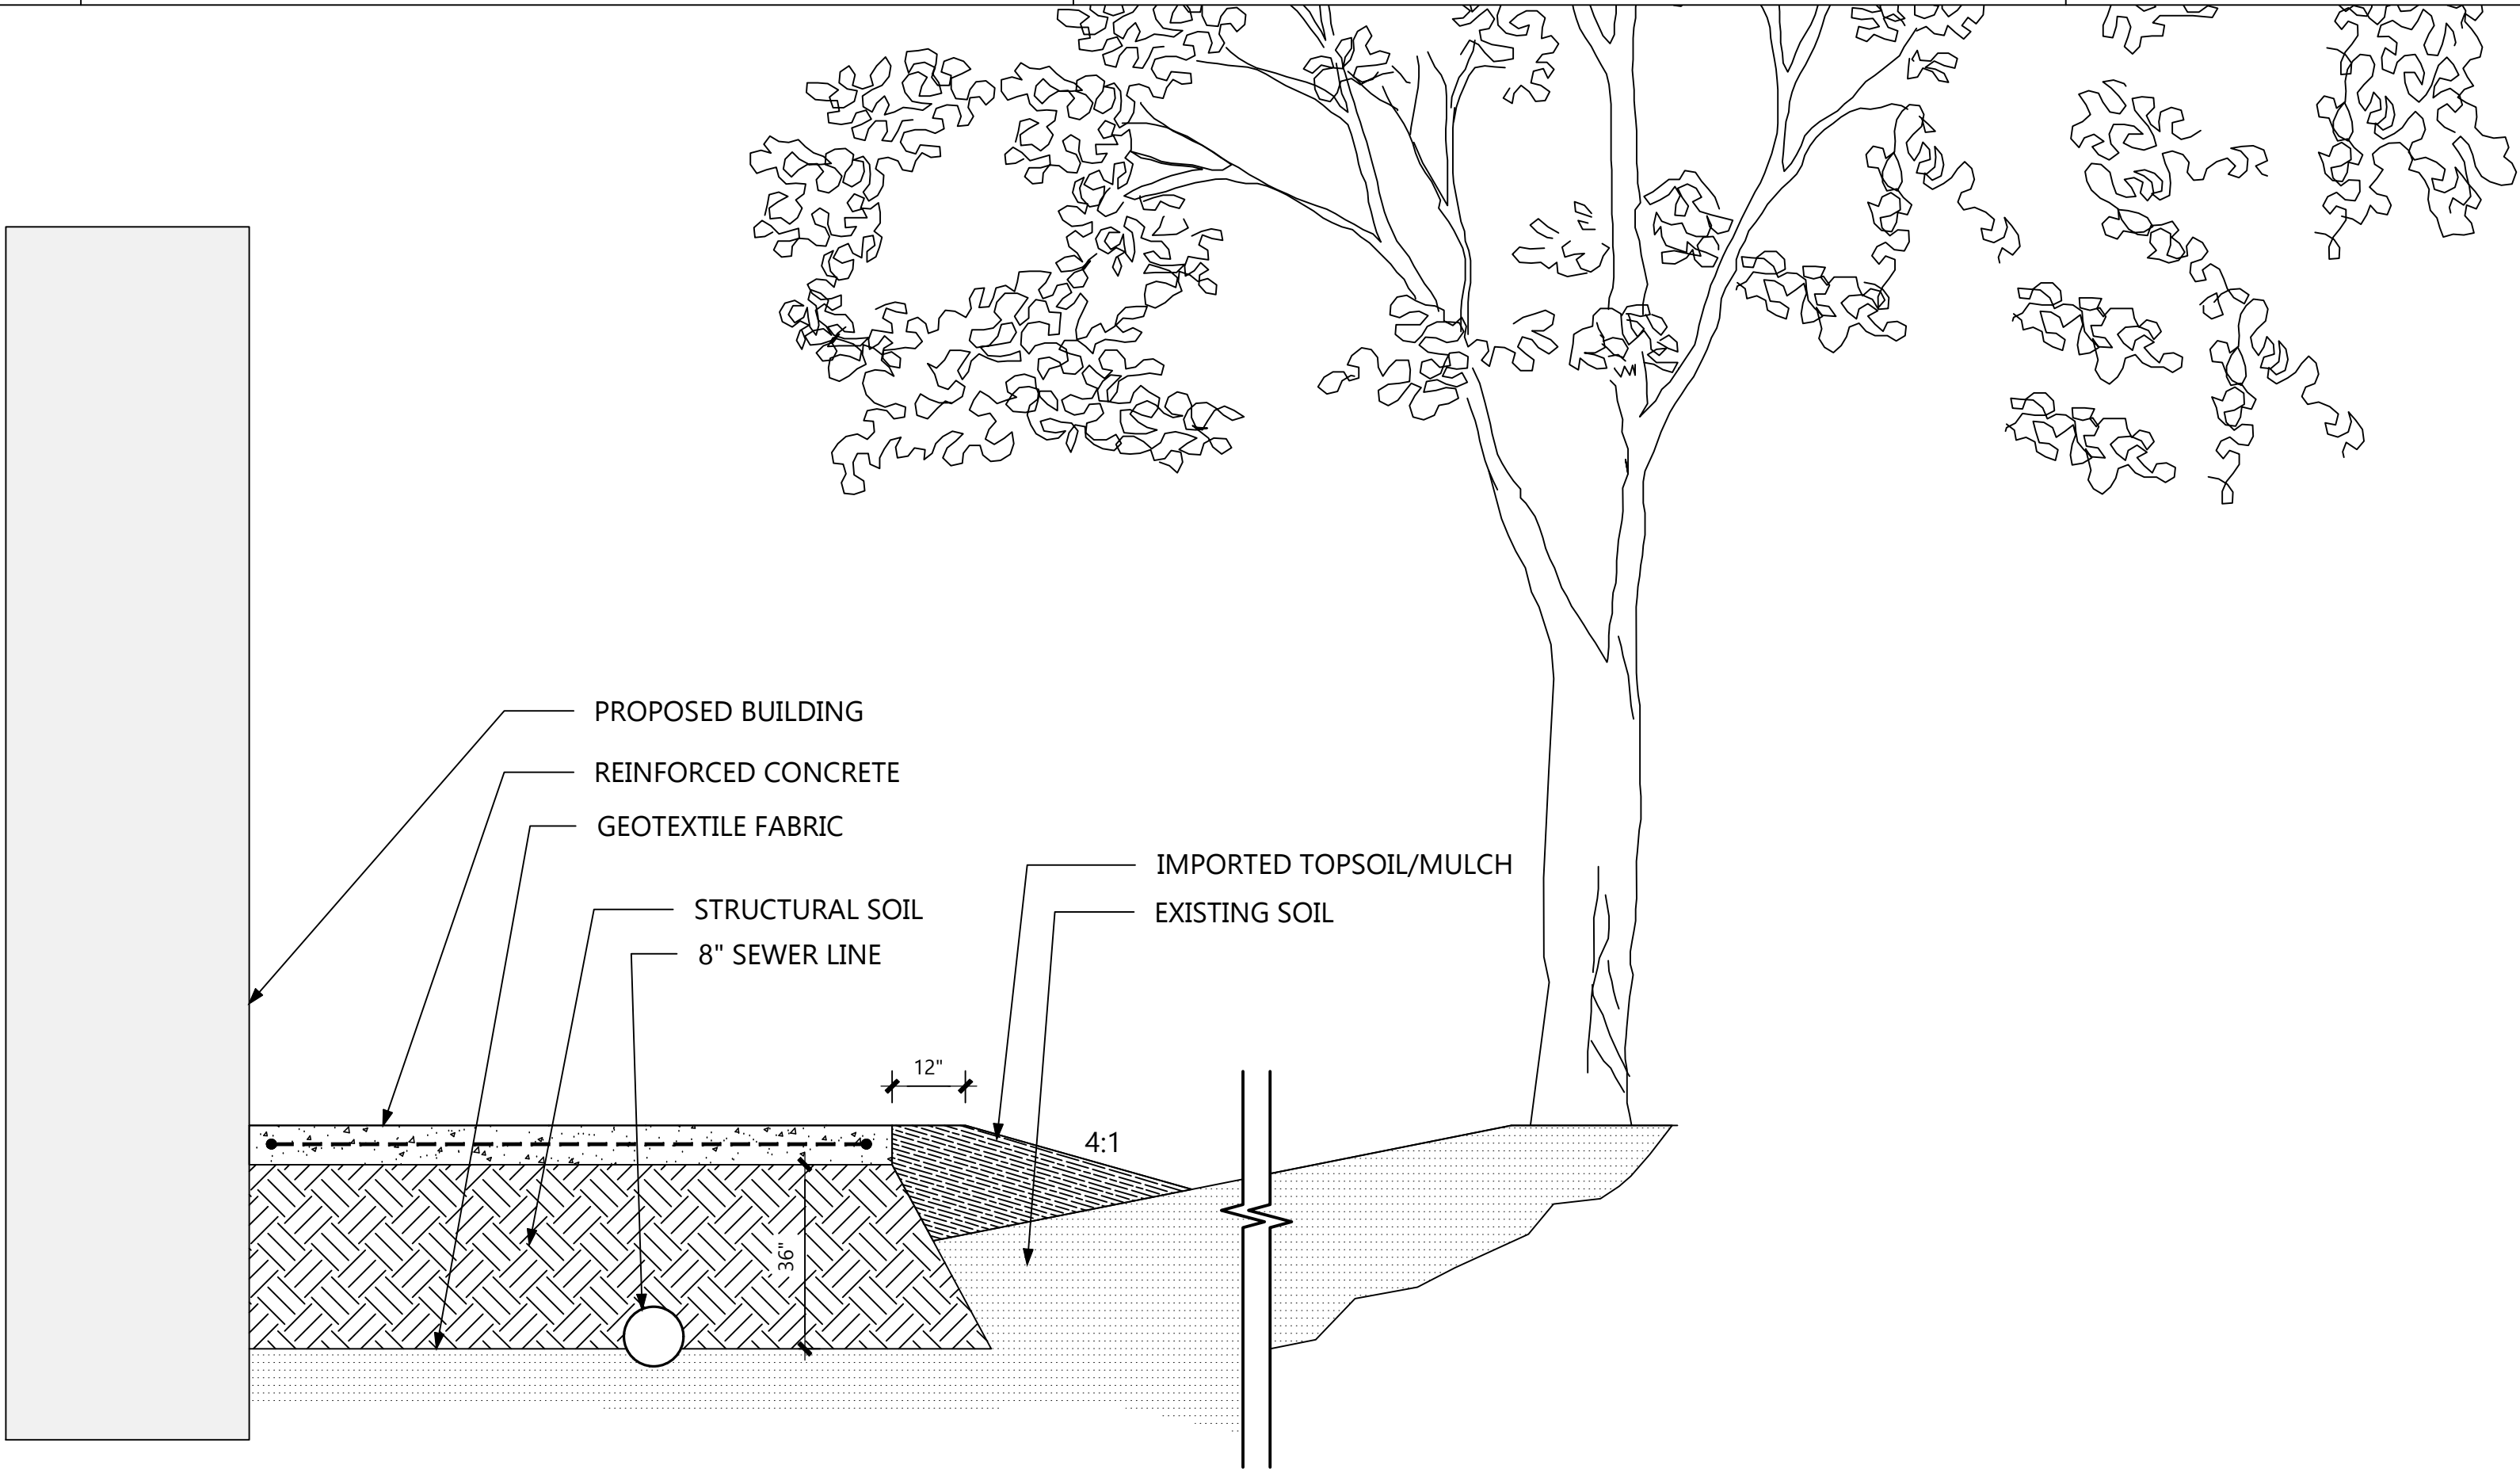 PROPOSED BUILDING
REINFORCED CONCRETE
GEOTEXTILE FABRIC
IMPORTED TOPSOIL/MULCH
STRUCTURAL SOIL
EXISTING SOIL
8" SEWER LINE
12"
4:1
36"